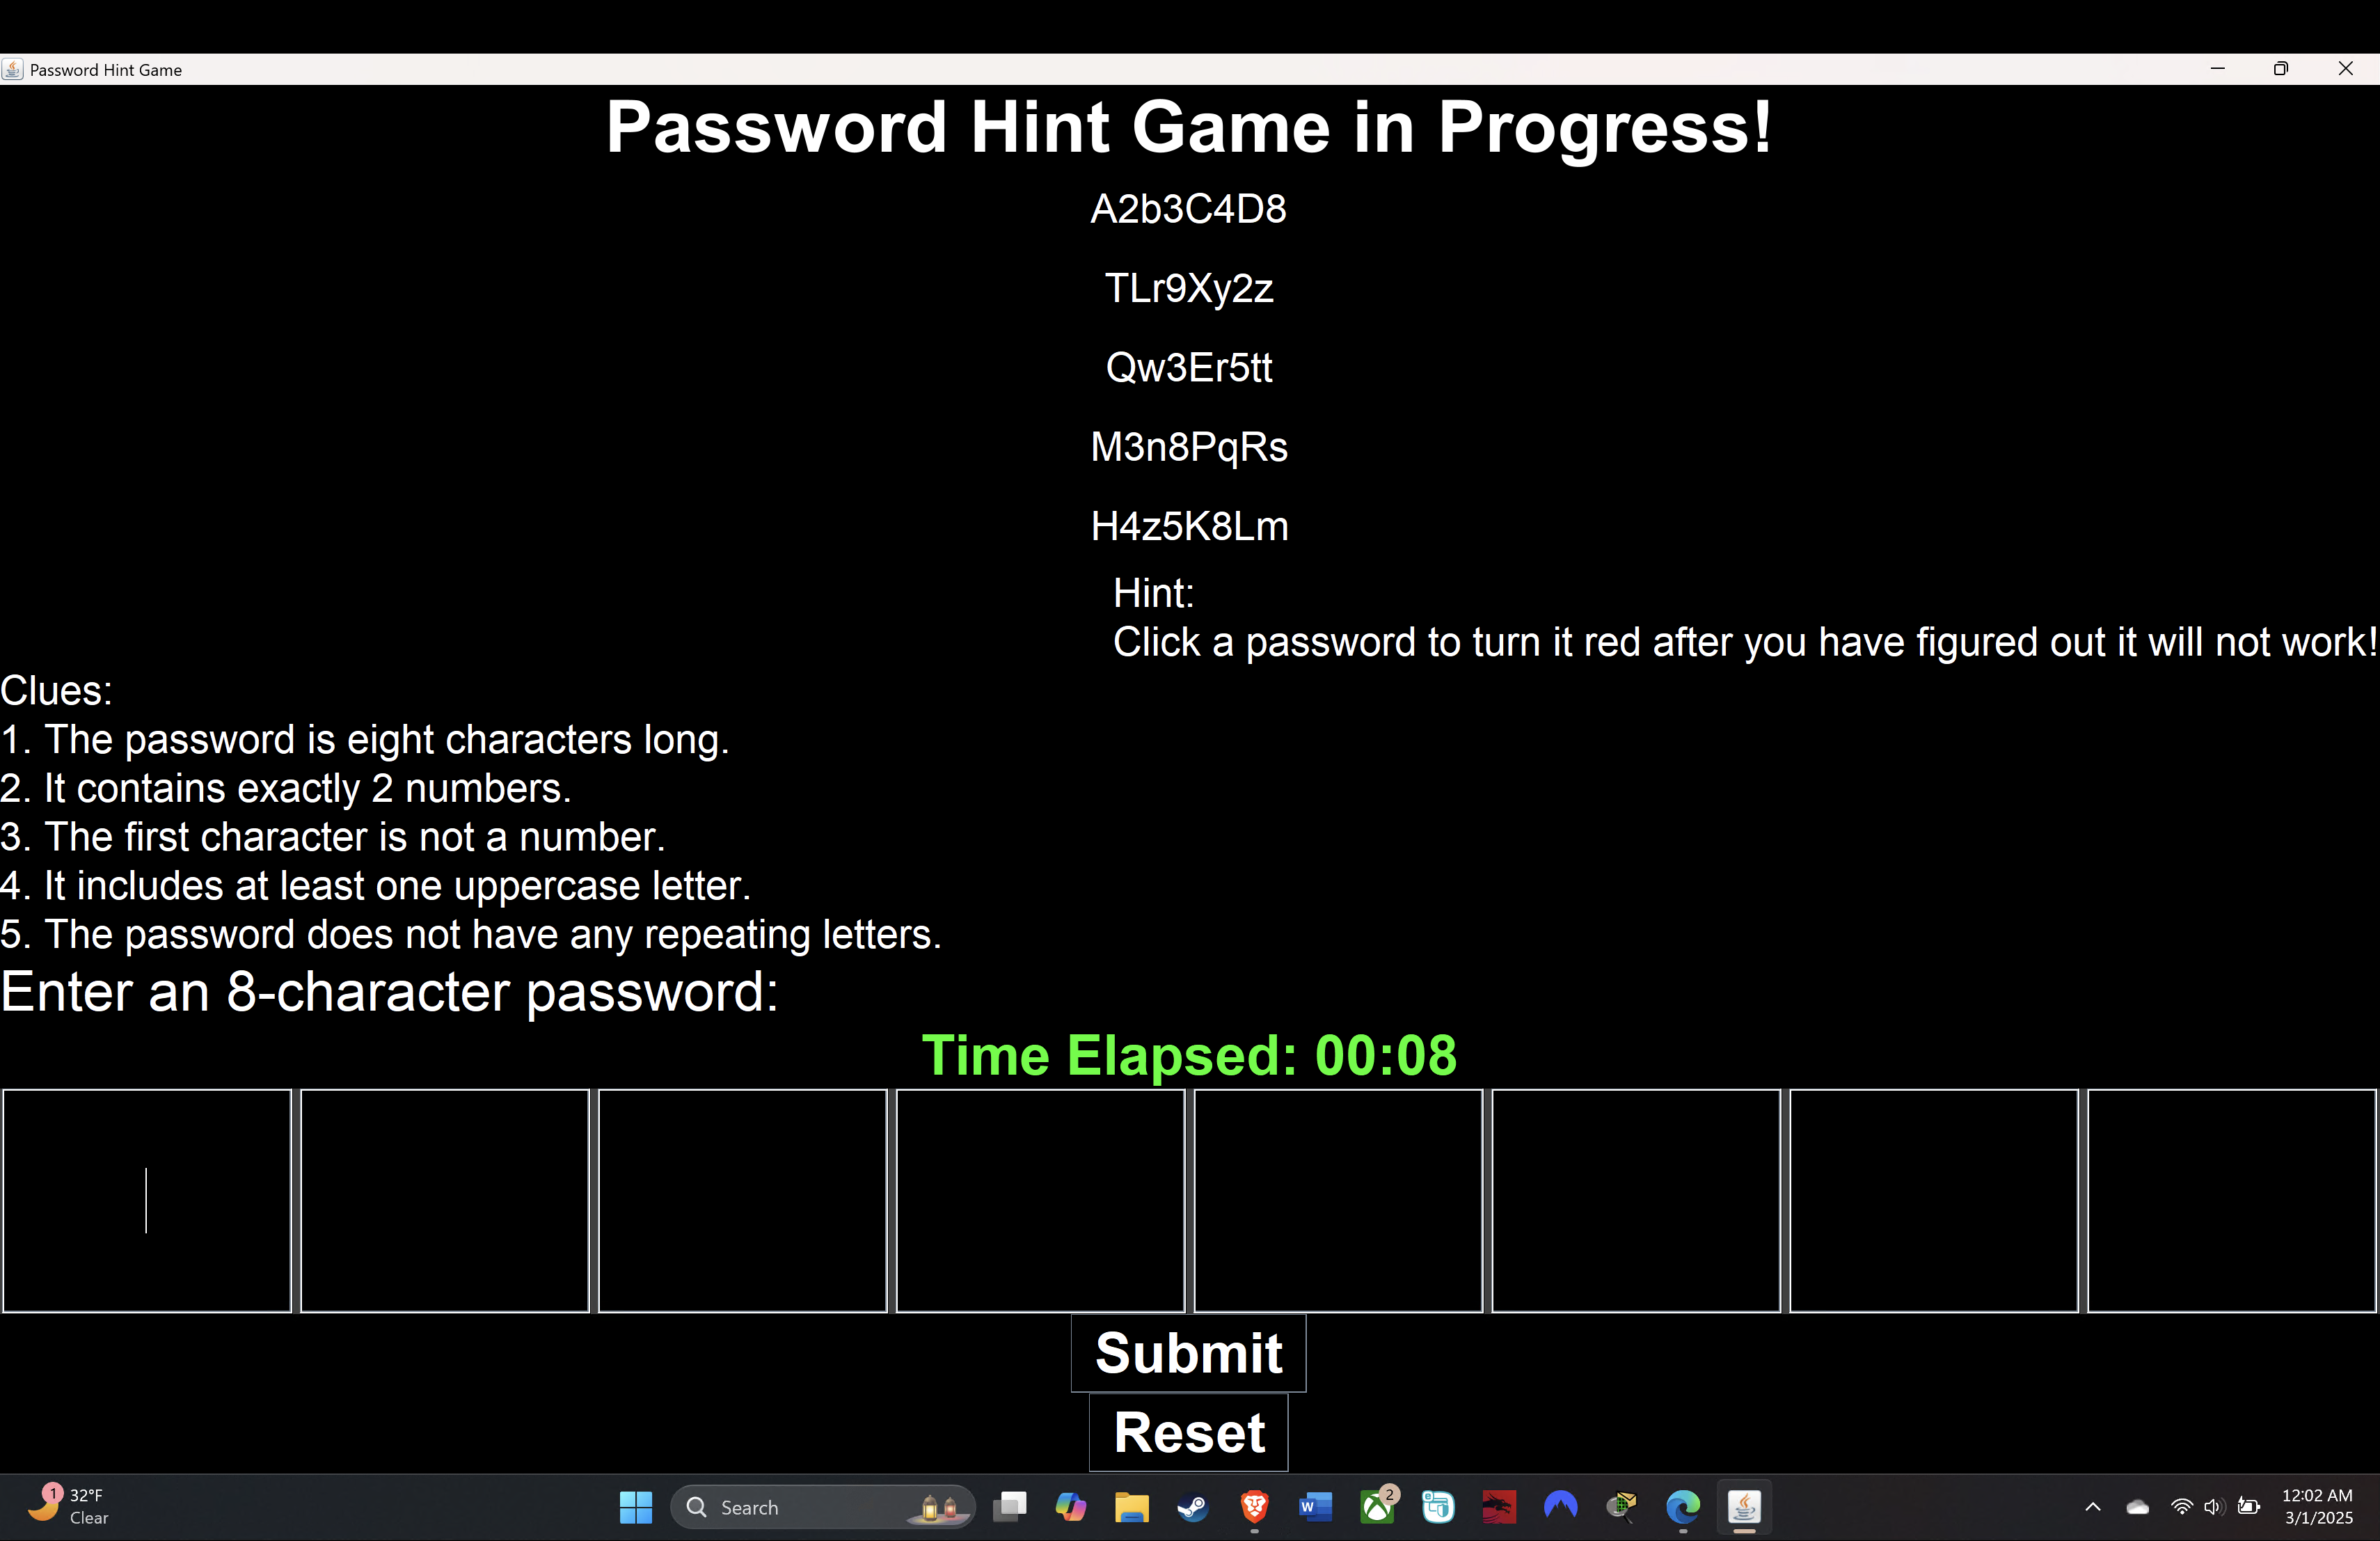 Password Hint Game
Password Hint Game in Progress!
A2b3C4D8
TLr9Xy2z
Qw3Er5tt
M3n8PqRs
H4z5K8Lm
Hint:
Click a password to turn it red after you have figured out it will not work!
Clues:
1. The password is eight characters long.
2. It contains exactly 2 numbers.
3. The first character is not a number.
4. It includes at least one uppercase letter.
5. The password does not have any repeating letters.
Enter an 8-character password:
Time Elapsed: 00:08
Submit
Reset
1
32°F
Clear
Search
W
2
12:02 AM
3/1/2025